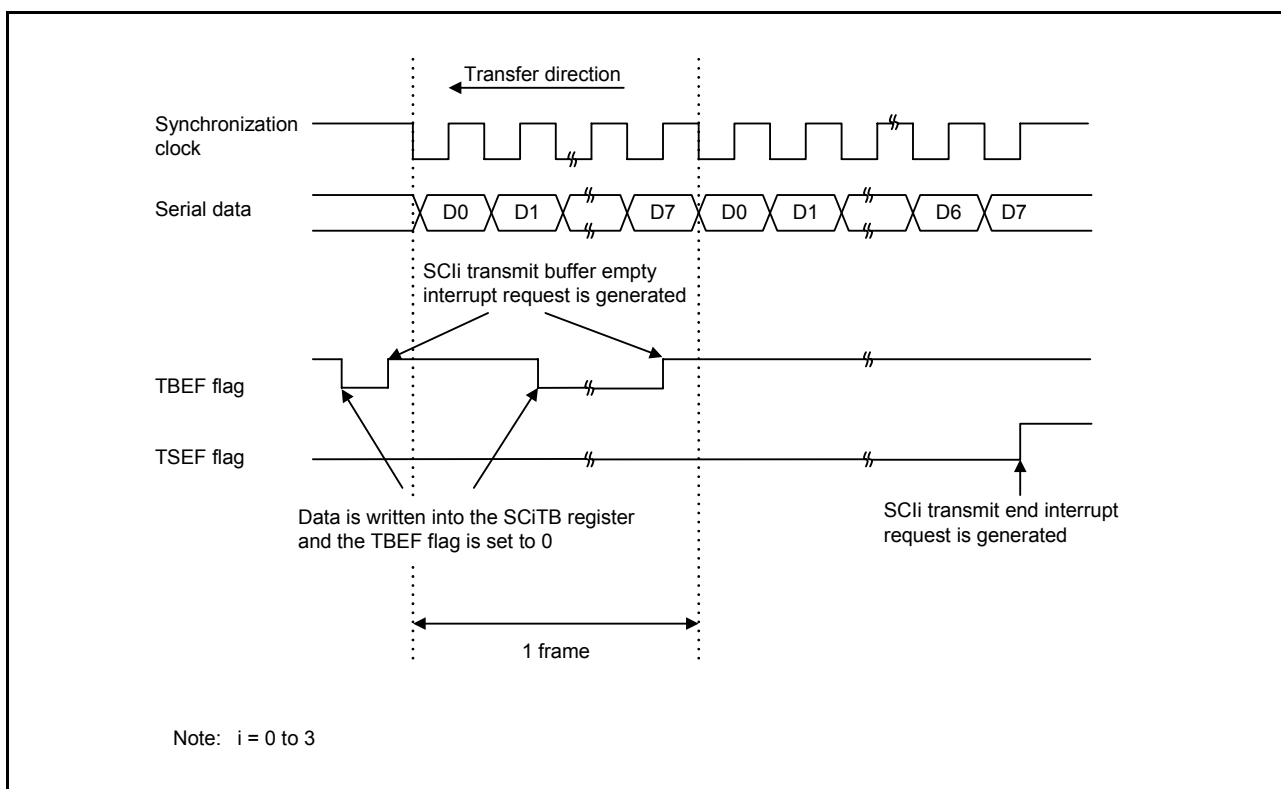 Transfer direction
Synchronization
clock
Serial data
D0 D1 D7 D0 D1 D6 D7
SCIi transmit buffer empty
interrupt request is generated
TBEF flag
TSEF flag
Data is written into the SCiTB register
and the TBEF flag is set to 0
SCIi transmit end interrupt
request is generated
1 frame
Note: i = 0 to 3